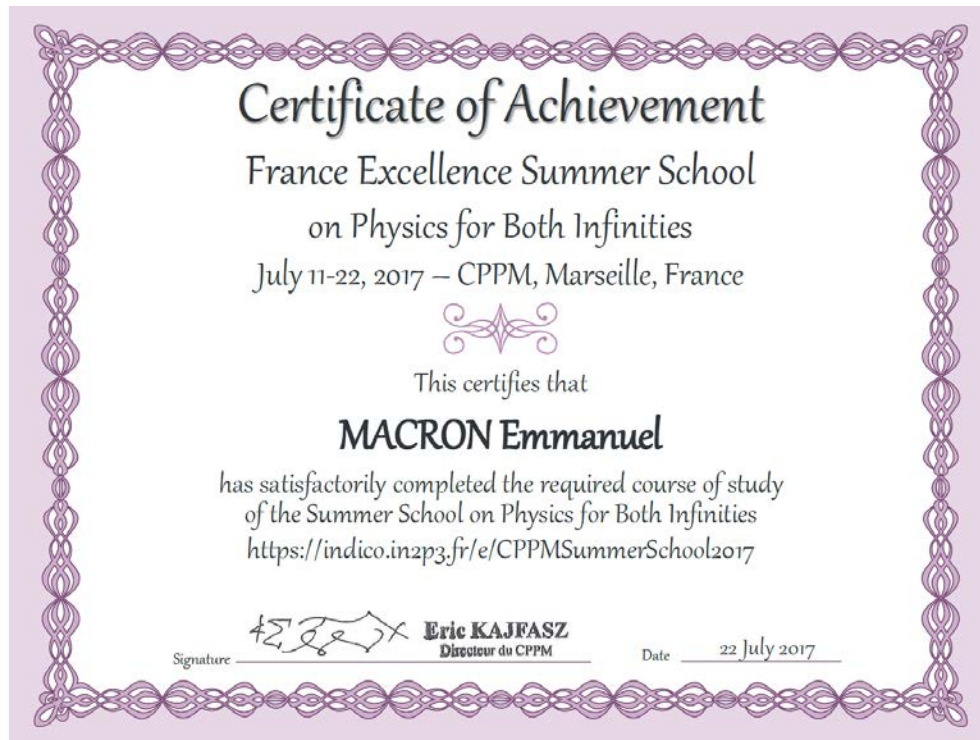 Certificate of Achievement
France Excellence Summer School
on Physics for Both Infinities
July 11-22, 2017 – CPPM, Marseille, France
This certifies that
MACRON Emmanuel
has satisfactorily completed the required course of study
of the Summer School on Physics for Both Infinities
https://indico.in2p3.fr/e/CPPMSummerSchool2017
Eric KAJFASZ
Directeur du CPPM
Signature
Date 22 July 2017